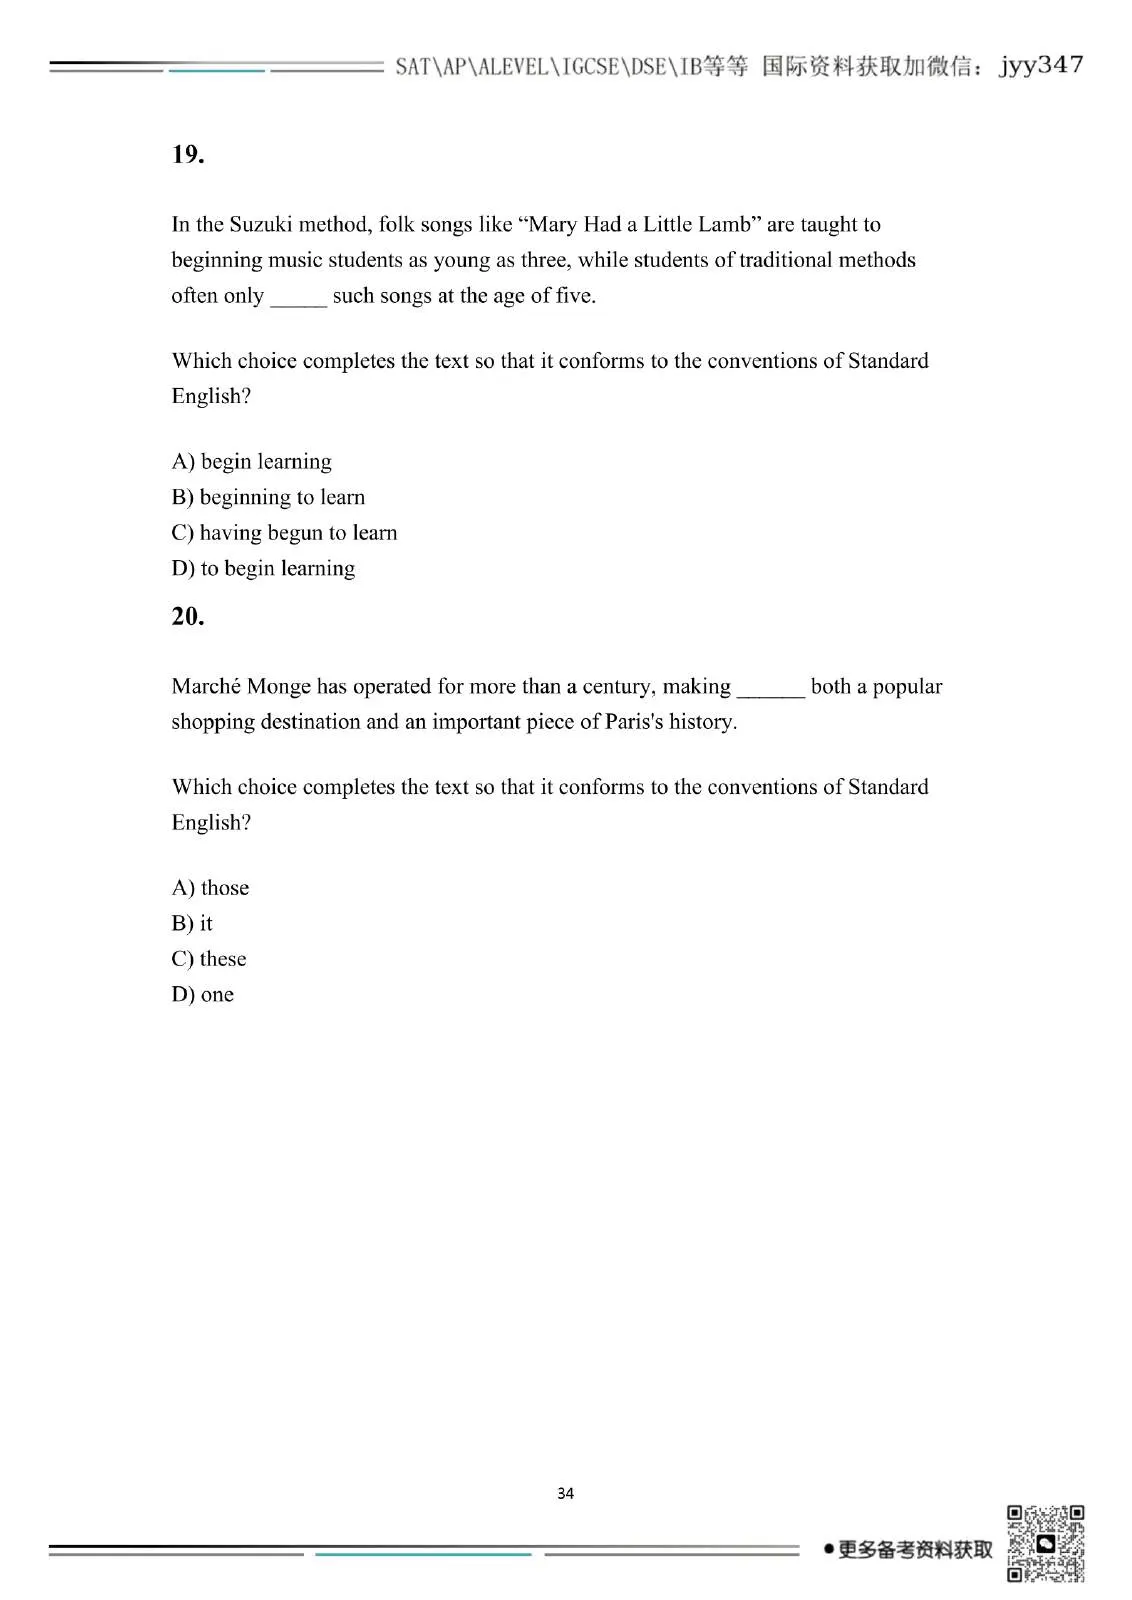 SAT\AP\ALEVEL\IGCSE\DSE\IB等等 国际资料获取加微信： jyy347
19.
In the Suzuki method, folk songs like “Mary Had a Little Lamb” are taught to
beginning music students as young as three, while students of traditional methods
often only _____ such songs at the age of five.
Which choice completes the text so that it conforms to the conventions of Standard
English?
A) begin learning
B) beginning to learn
C) having begun to learn
D) to begin learning
20.
Marché Monge has operated for more than a century, making ______ both a popular
shopping destination and an important piece of Paris's history.
Which choice completes the text so that it conforms to the conventions of Standard
English?
A) those
B) it
C) these
D) one
34
●更多备考资料获取